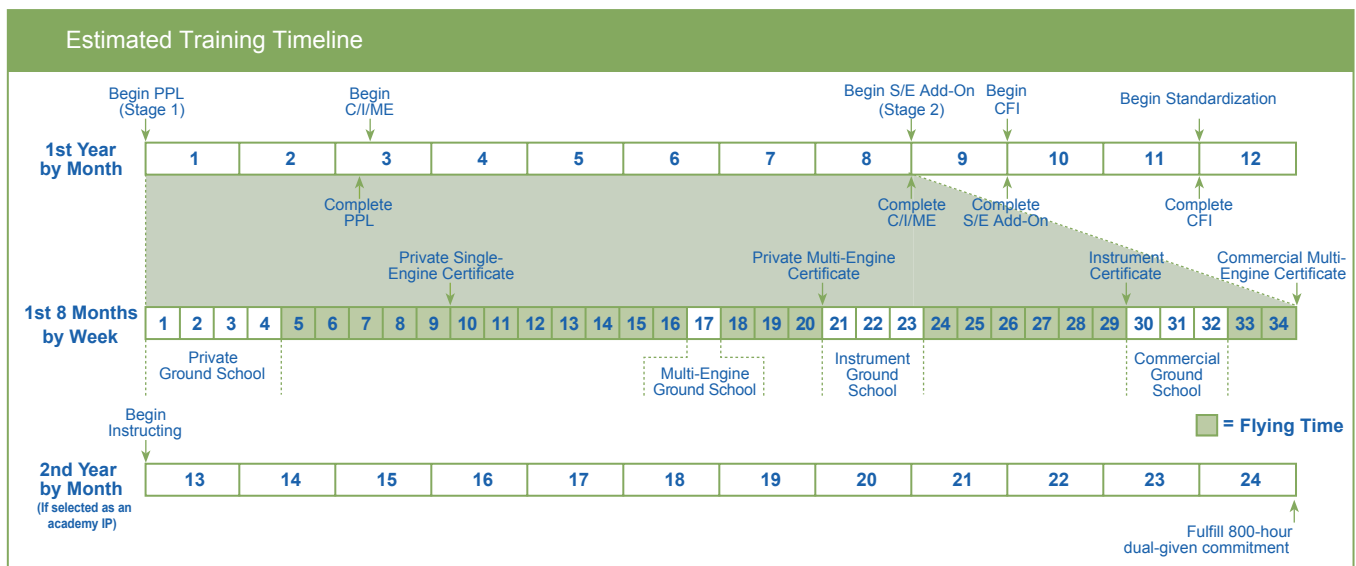 Estimated Training Timeline
Begin PPL
(Stage 1)
Begin
C/I/ME
Begin S/E Add-On
(Stage 2)
Begin
CFI
Begin Standardization
1st Year
by Month
1 2 3 4 5 6 7 8 9 10 11 12
Complete
PPL
Complete
C/I/ME
Complete
S/E Add-On
Complete
CFI
Private Single-
Engine Certificate
Private Multi-Engine
Certificate
Instrument
Certificate
Commercial Multi-
Engine Certificate
1st 8 Months
by Week
1 2 3 4 5 6 7 8 9 10 11 12 13 14 15 16 17 18 19 20 21 22 23 24 25 26 27 28 29 30 31 32 33 34
Private
Ground School
Multi-Engine
Ground School
Instrument
Ground
School
Commercial
Ground
School
= Flying Time
Begin
Instructing
2nd Year
by Month
(If selected as an
academy IP)
13 14 15 16 17 18 19 20 21 22 23 24
Fulfill 800-hour
dual-given commitment